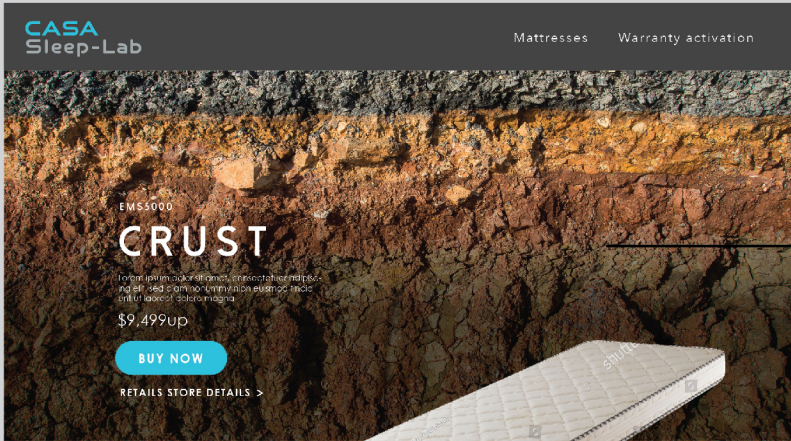 CASA
Sleep-Lab
Mattresses
Warranty activation
EMS5000
CRUST
Lorem ipsum dolor sit amet, consectetuer adipisc-
ing elit, sed diam nonummy nibh euismod tincid
unt ut laoreet dolore magna
$9,499up
BUY NOW
RETAILS STORE DETAILS >
shutte